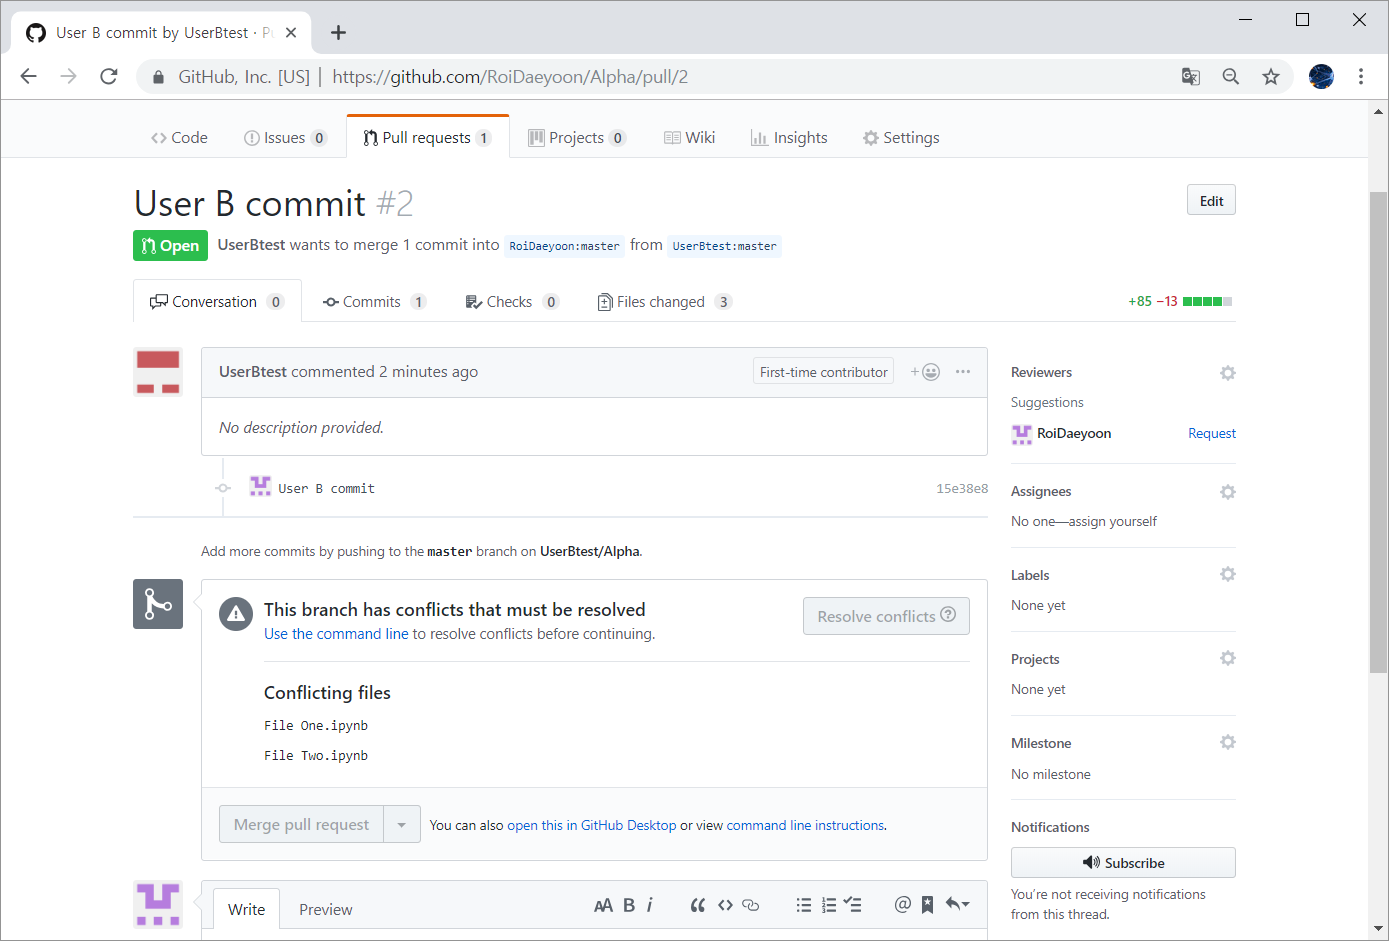 User B commit by UserBtest · P
GitHub, Inc. [US] | https://github.com/RoiDaeyoon/Alpha/pull/2
Code Issues 0 Pull requests 1 Projects 0 Wiki Insights Settings
User B commit #2
Edit
Open UserBtest wants to merge 1 commit into RoiDaeyoon:master from UserBtest:master
Conversation 0 Commits 1 Checks 0 Files changed 3 +85 −13
UserBtest commented 2 minutes ago First-time contributor
No description provided.
User B commit 15e38e8
Add more commits by pushing to the master branch on UserBtest/Alpha.
This branch has conflicts that must be resolved
Use the command line to resolve conflicts before continuing.
Resolve conflicts
Conflicting files
File One.ipynb
File Two.ipynb
Merge pull request You can also open this in GitHub Desktop or view command line instructions.
Write Preview
Reviewers
Suggestions
RoiDaeyoon Request
Assignees
No one—assign yourself
Labels
None yet
Projects
None yet
Milestone
No milestone
Notifications
Subscribe
You’re not receiving notifications
from this thread.